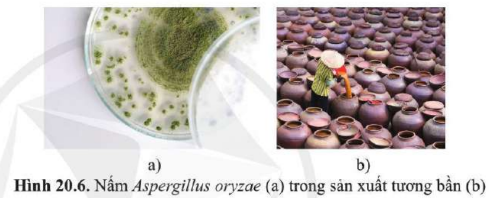 a) b)
Hình 20.6. Nấm Aspergillus oryzae (a) trong sản xuất tương bần (b)